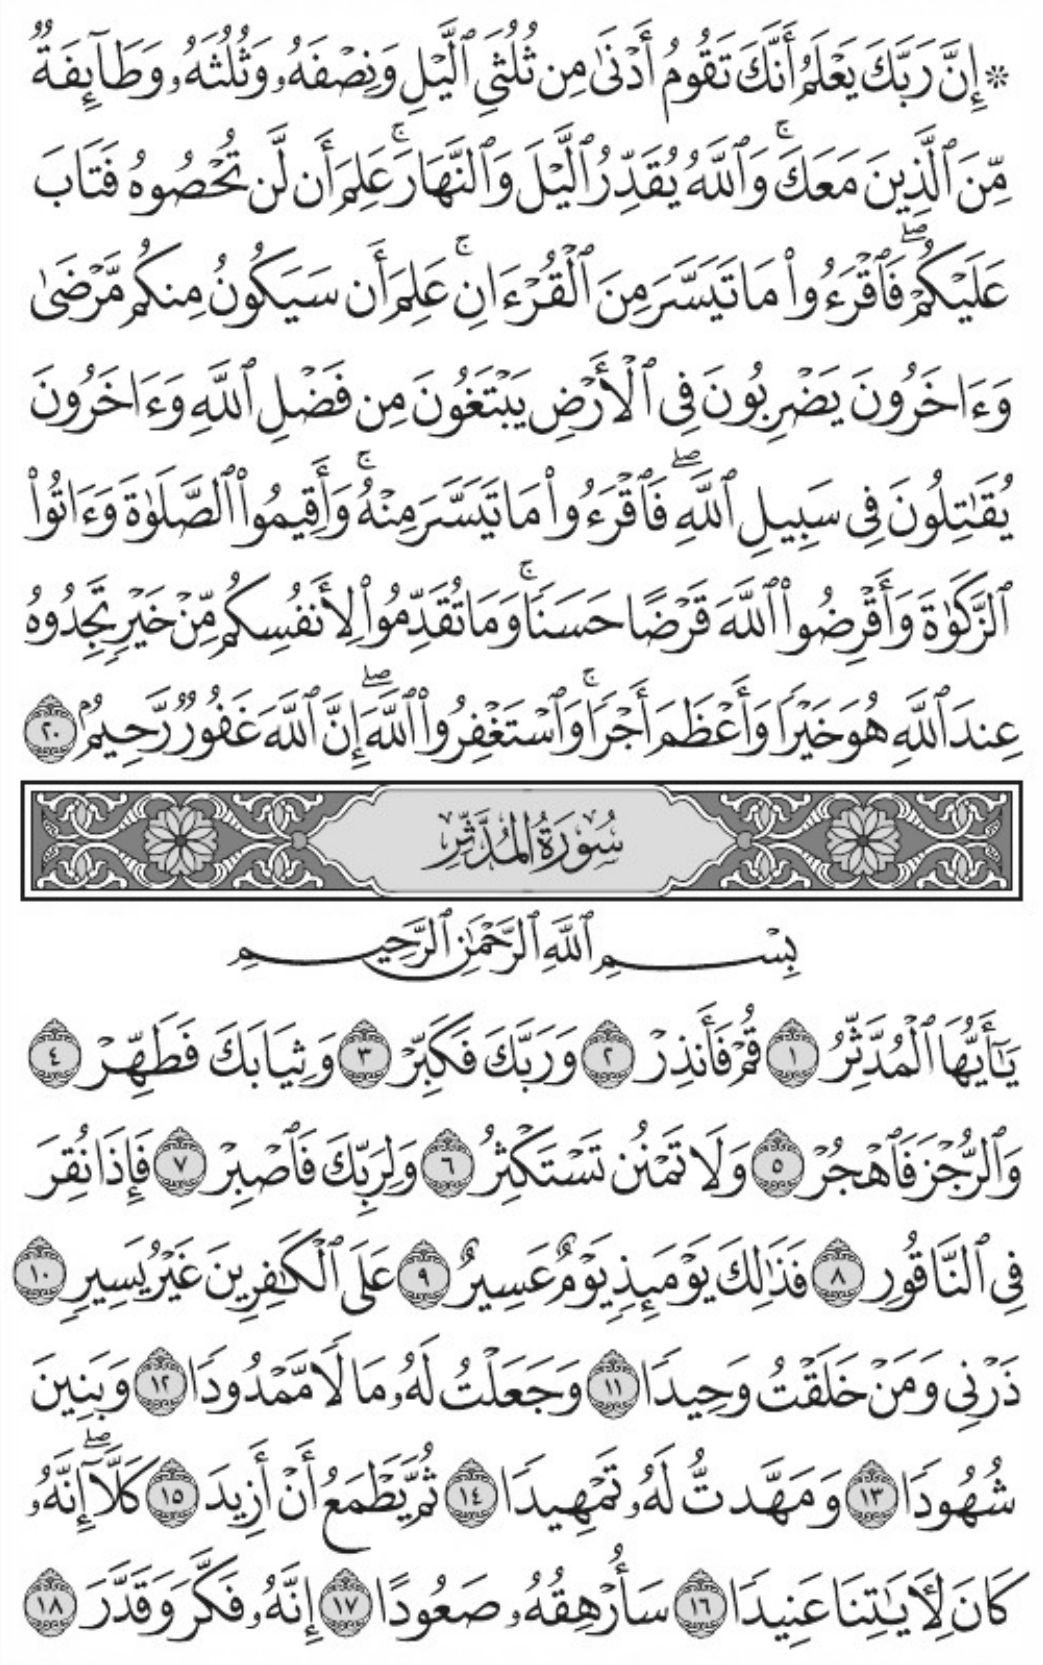 ۞ إِنَّ رَبَّكَ يَعْلَمُ أَنَّكَ تَقُومُ أَدْنَىٰ مِن ثُلُثَيِ ٱلَّيْلِ وَنِصْفَهُۥ وَثُلُثَهُۥ وَطَآئِفَةٌ
مِّنَ ٱلَّذِينَ مَعَكَۚ وَٱللَّهُ يُقَدِّرُ ٱلَّيْلَ وَٱلنَّهَارَۚ عَلِمَ أَن لَّن تُحْصُوهُ فَتَابَ
عَلَيْكُمْۖ فَٱقْرَءُوا۟ مَا تَيَسَّرَ مِنَ ٱلْقُرْءَانِۚ عَلِمَ أَن سَيَكُونُ مِنكُم مَّرْضَىٰ
وَءَاخَرُونَ يَضْرِبُونَ فِى ٱلْأَرْضِ يَبْتَغُونَ مِن فَضْلِ ٱللَّهِ وَءَاخَرُونَ
يُقَٰتِلُونَ فِى سَبِيلِ ٱللَّهِۖ فَٱقْرَءُوا۟ مَا تَيَسَّرَ مِنْهُۚ وَأَقِيمُوا۟ ٱلصَّلَوٰةَ وَءَاتُوا۟
ٱلزَّكَوٰةَ وَأَقْرِضُوا۟ ٱللَّهَ قَرْضًا حَسَنًاۚ وَمَا تُقَدِّمُوا۟ لِأَنفُسِكُم مِّنْ خَيْرٍ تَجِدُوهُ
عِندَ ٱللَّهِ هُوَ خَيْرًا وَأَعْظَمَ أَجْرًاۚ وَٱسْتَغْفِرُوا۟ ٱللَّهَۖ إِنَّ ٱللَّهَ غَفُورٌ رَّحِيمٌۢ ٢٠
سُورَةُ المُدَّثِّرِ
بِسْمِ ٱللَّهِ ٱلرَّحْمَٰنِ ٱلرَّحِيمِ
يَٰٓأَيُّهَا ٱلْمُدَّثِّرُ ١ قُمْ فَأَنذِرْ ٢ وَرَبَّكَ فَكَبِّرْ ٣ وَثِيَابَكَ فَطَهِّرْ ٤
وَٱلرُّجْزَ فَٱهْجُرْ ٥ وَلَا تَمْنُن تَسْتَكْثِرُ ٦ وَلِرَبِّكَ فَٱصْبِرْ ٧ فَإِذَا نُقِرَ
فِى ٱلنَّاقُورِ ٨ فَذَٰلِكَ يَوْمَئِذٍ يَوْمٌ عَسِيرٌ ٩ عَلَى ٱلْكَٰفِرِينَ غَيْرُ يَسِيرٍ ١٠
ذَرْنِى وَمَنْ خَلَقْتُ وَحِيدًا ١١ وَجَعَلْتُ لَهُۥ مَالًا مَّمْدُودًا ١٢ وَبَنِينَ
شُهُودًا ١٣ وَمَهَّدتُّ لَهُۥ تَمْهِيدًا ١٤ ثُمَّ يَطْمَعُ أَنْ أَزِيدَ ١٥ كَلَّآۖ إِنَّهُۥ
كَانَ لِءَايَٰتِنَا عَنِيدًا ١٦ سَأُرْهِقُهُۥ صَعُودًا ١٧ إِنَّهُۥ فَكَّرَ وَقَدَّرَ ١٨